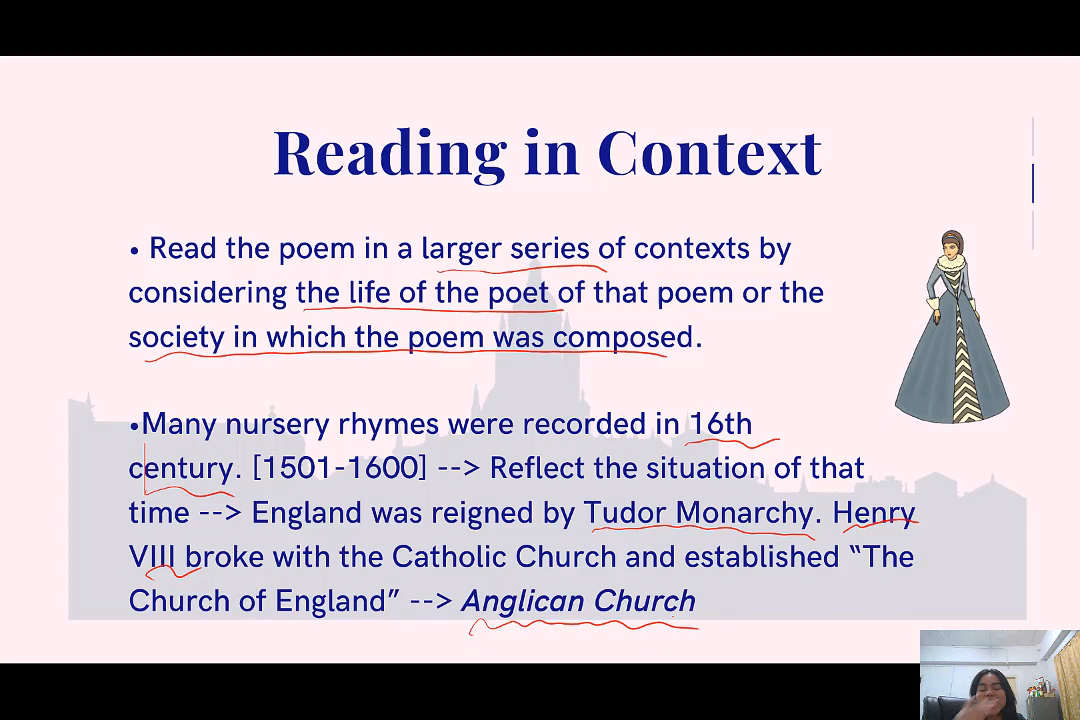 Reading in Context
• Read the poem in a larger series of contexts by
considering the life of the poet of that poem or the
society in which the poem was composed.
•Many nursery rhymes were recorded in 16th
century. [1501-1600] --> Reflect the situation of that
time --> England was reigned by Tudor Monarchy. Henry
VIII broke with the Catholic Church and established “The
Church of England” --> Anglican Church